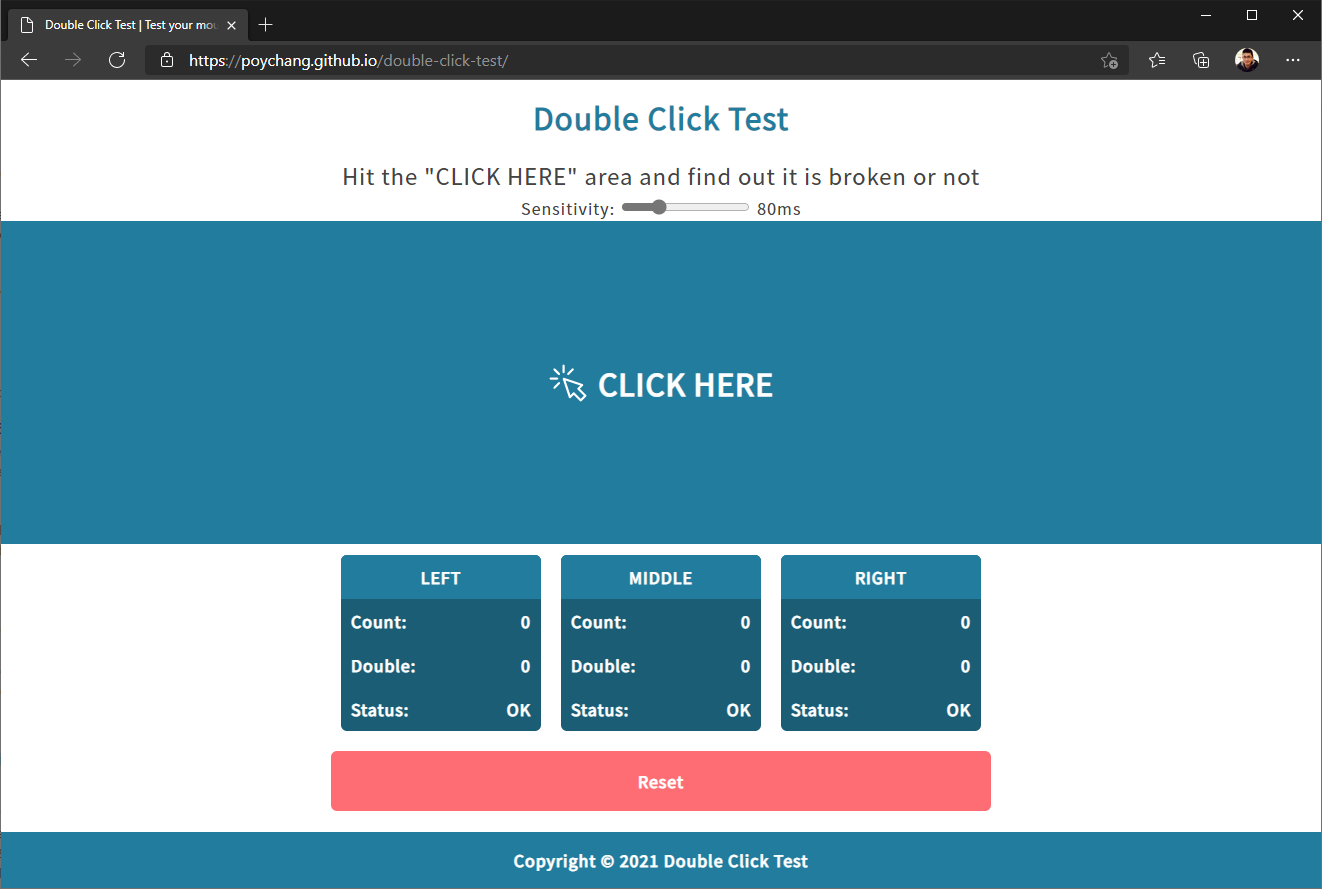 Double Click Test | Test your mou
https://poychang.github.io/double-click-test/
Double Click Test
Hit the "CLICK HERE" area and find out it is broken or not
Sensitivity: 80ms
CLICK HERE
LEFT MIDDLE RIGHT
Count: 0 Count: 0 Count: 0
Double: 0 Double: 0 Double: 0
Status: OK Status: OK Status: OK
Reset
Copyright © 2021 Double Click Test